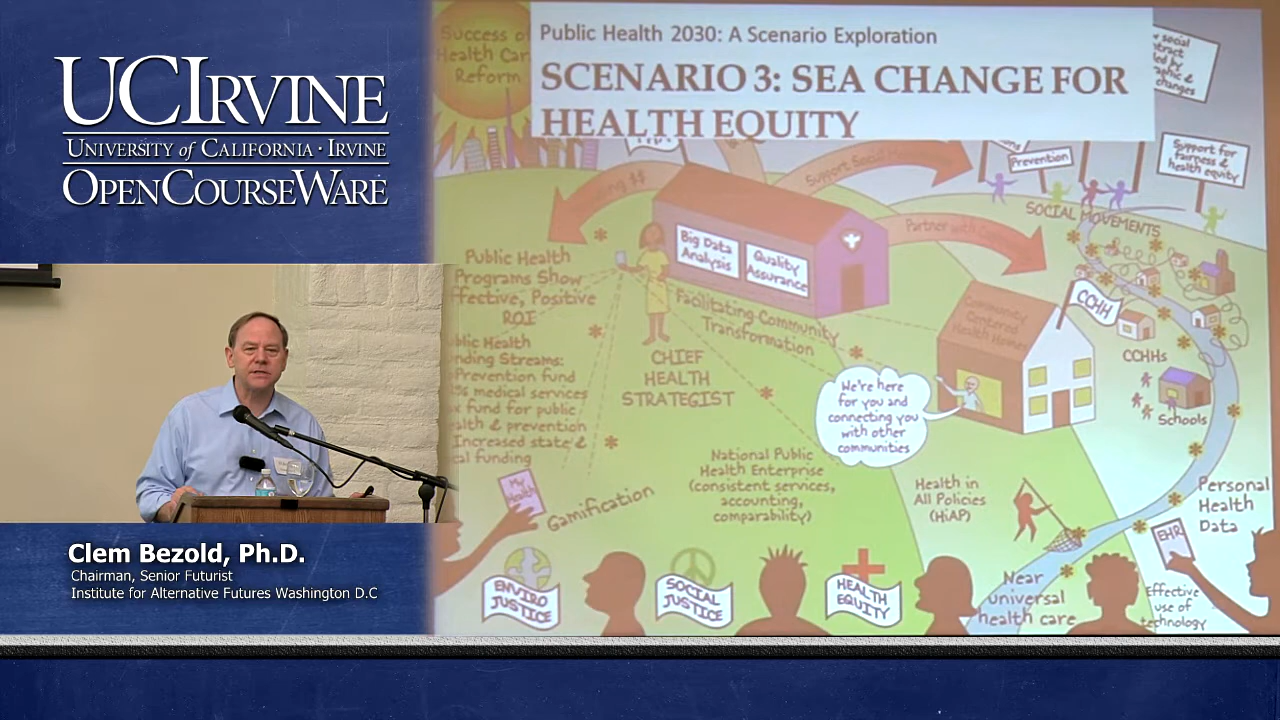 UCIRVINE
UNIVERSITY of CALIFORNIA · IRVINE
OPENCOURSEWARE
Clem Bezold, Ph.D.
Chairman, Senior Futurist
Institute for Alternative Futures Washington D.C
Success of
Health Care
Reform
Public Health 2030: A Scenario Exploration
SCENARIO 3: SEA CHANGE FOR
HEALTH EQUITY
social
changes
Prevention
Support for
fairness &
health equity
SOCIAL MOVEMENTS
Support Social
Partner with
$$
Big Data
Analysis
Quality
Assurance
Public Health
Programs Show
Effective, Positive
ROI
Health
Streams:
Prevention fund
medical services
fund for public
& prevention
Increased state &
funding
Facilitating Community
Transformation
CHIEF
HEALTH
STRATEGIST
Community
Centered
Health Homes
CCHH
CCHHs
Schools
We're here
for you and
connecting you
with other
communities
National Public
Health Enterprise
(consistent services,
accounting,
comparability)
Health in
All Policies
(HiAP)
Personal
Health
Data
My
Health
Gamification
EHR
ENVIRO
JUSTICE
SOCIAL
JUSTICE
HEALTH
EQUITY
Near
universal
health care
Effective
use of
technology